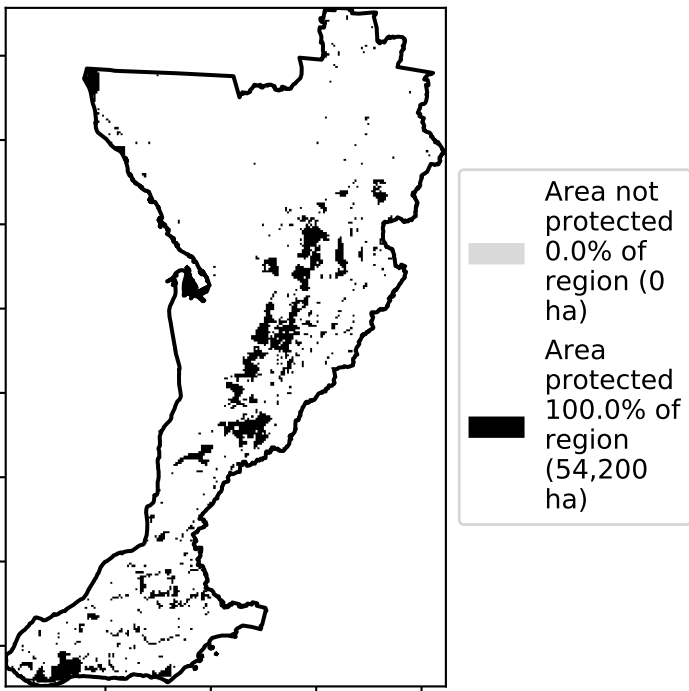 Area not
protected
0.0% of
region (0
ha)
Area
protected
100.0% of
region
(54,200
ha)